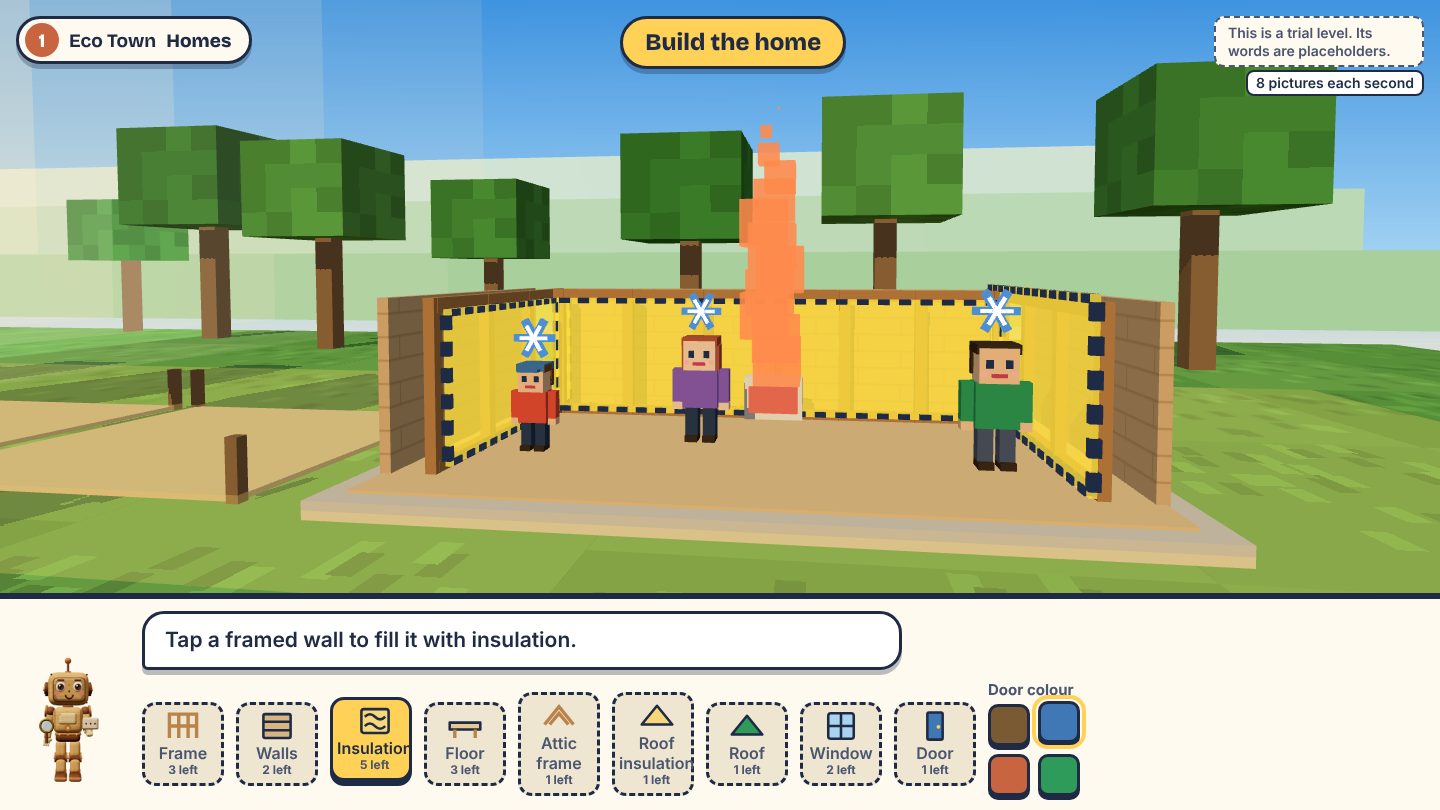 1 Eco Town Homes
Build the home
This is a trial level. Its
words are placeholders.
8 pictures each second
Tap a framed wall to fill it with insulation.
Frame
3 left
Walls
2 left
Insulation
5 left
Floor
3 left
Attic
frame
1 left
Roof
insulation
1 left
Roof
1 left
Window
2 left
Door
1 left
Door colour